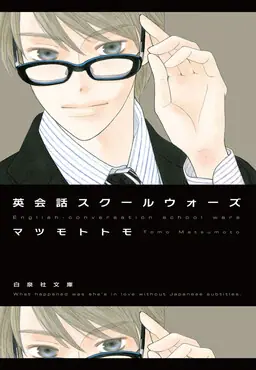 英会話スクールウォーズ
English-conversation school wars
マツモトトモ Tomo Matsumoto
白泉社文庫
What happened was she's in love without Japanese subtitles.